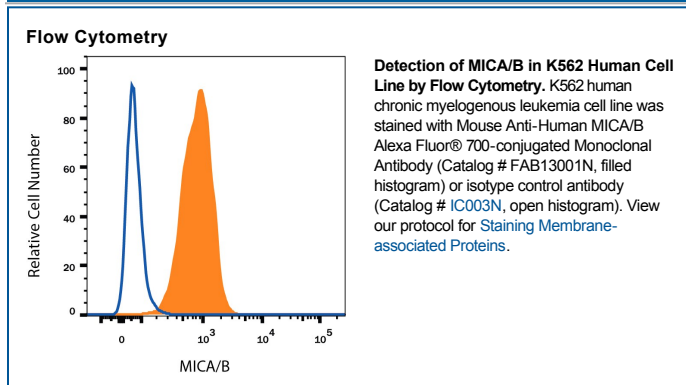 Flow Cytometry
100
80
60
40
20
0
Relative Cell Number
0 10³ 10⁴ 10⁵
MICA/B
Detection of MICA/B in K562 Human Cell
Line by Flow Cytometry. K562 human
chronic myelogenous leukemia cell line was
stained with Mouse Anti-Human MICA/B
Alexa Fluor® 700-conjugated Monoclonal
Antibody (Catalog # FAB13001N, filled
histogram) or isotype control antibody
(Catalog # IC003N, open histogram). View
our protocol for Staining Membrane-
associated Proteins.